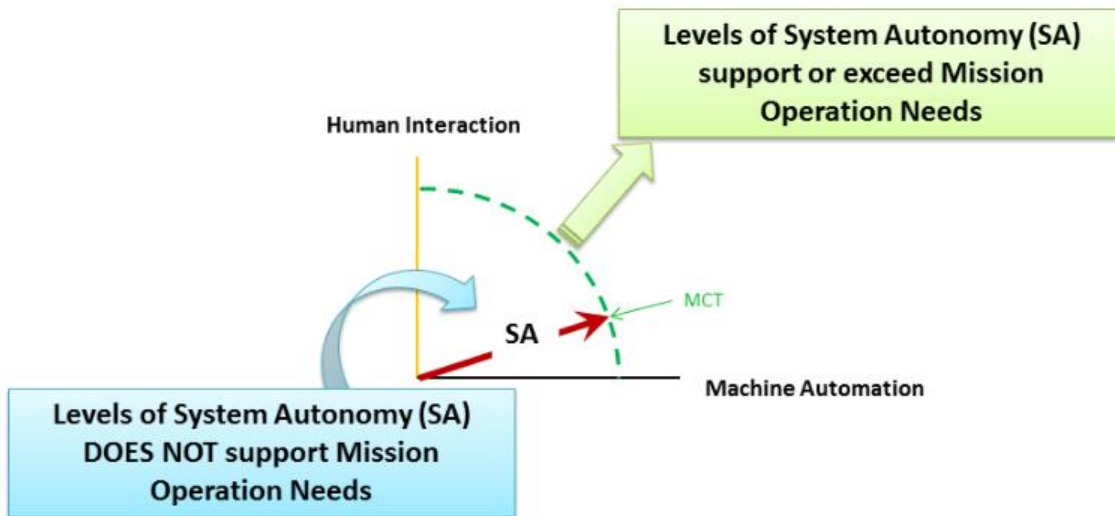 Levels of System Autonomy (SA)
support or exceed Mission
Operation Needs
Human Interaction
MCT
SA
Machine Automation
Levels of System Autonomy (SA)
DOES NOT support Mission
Operation Needs